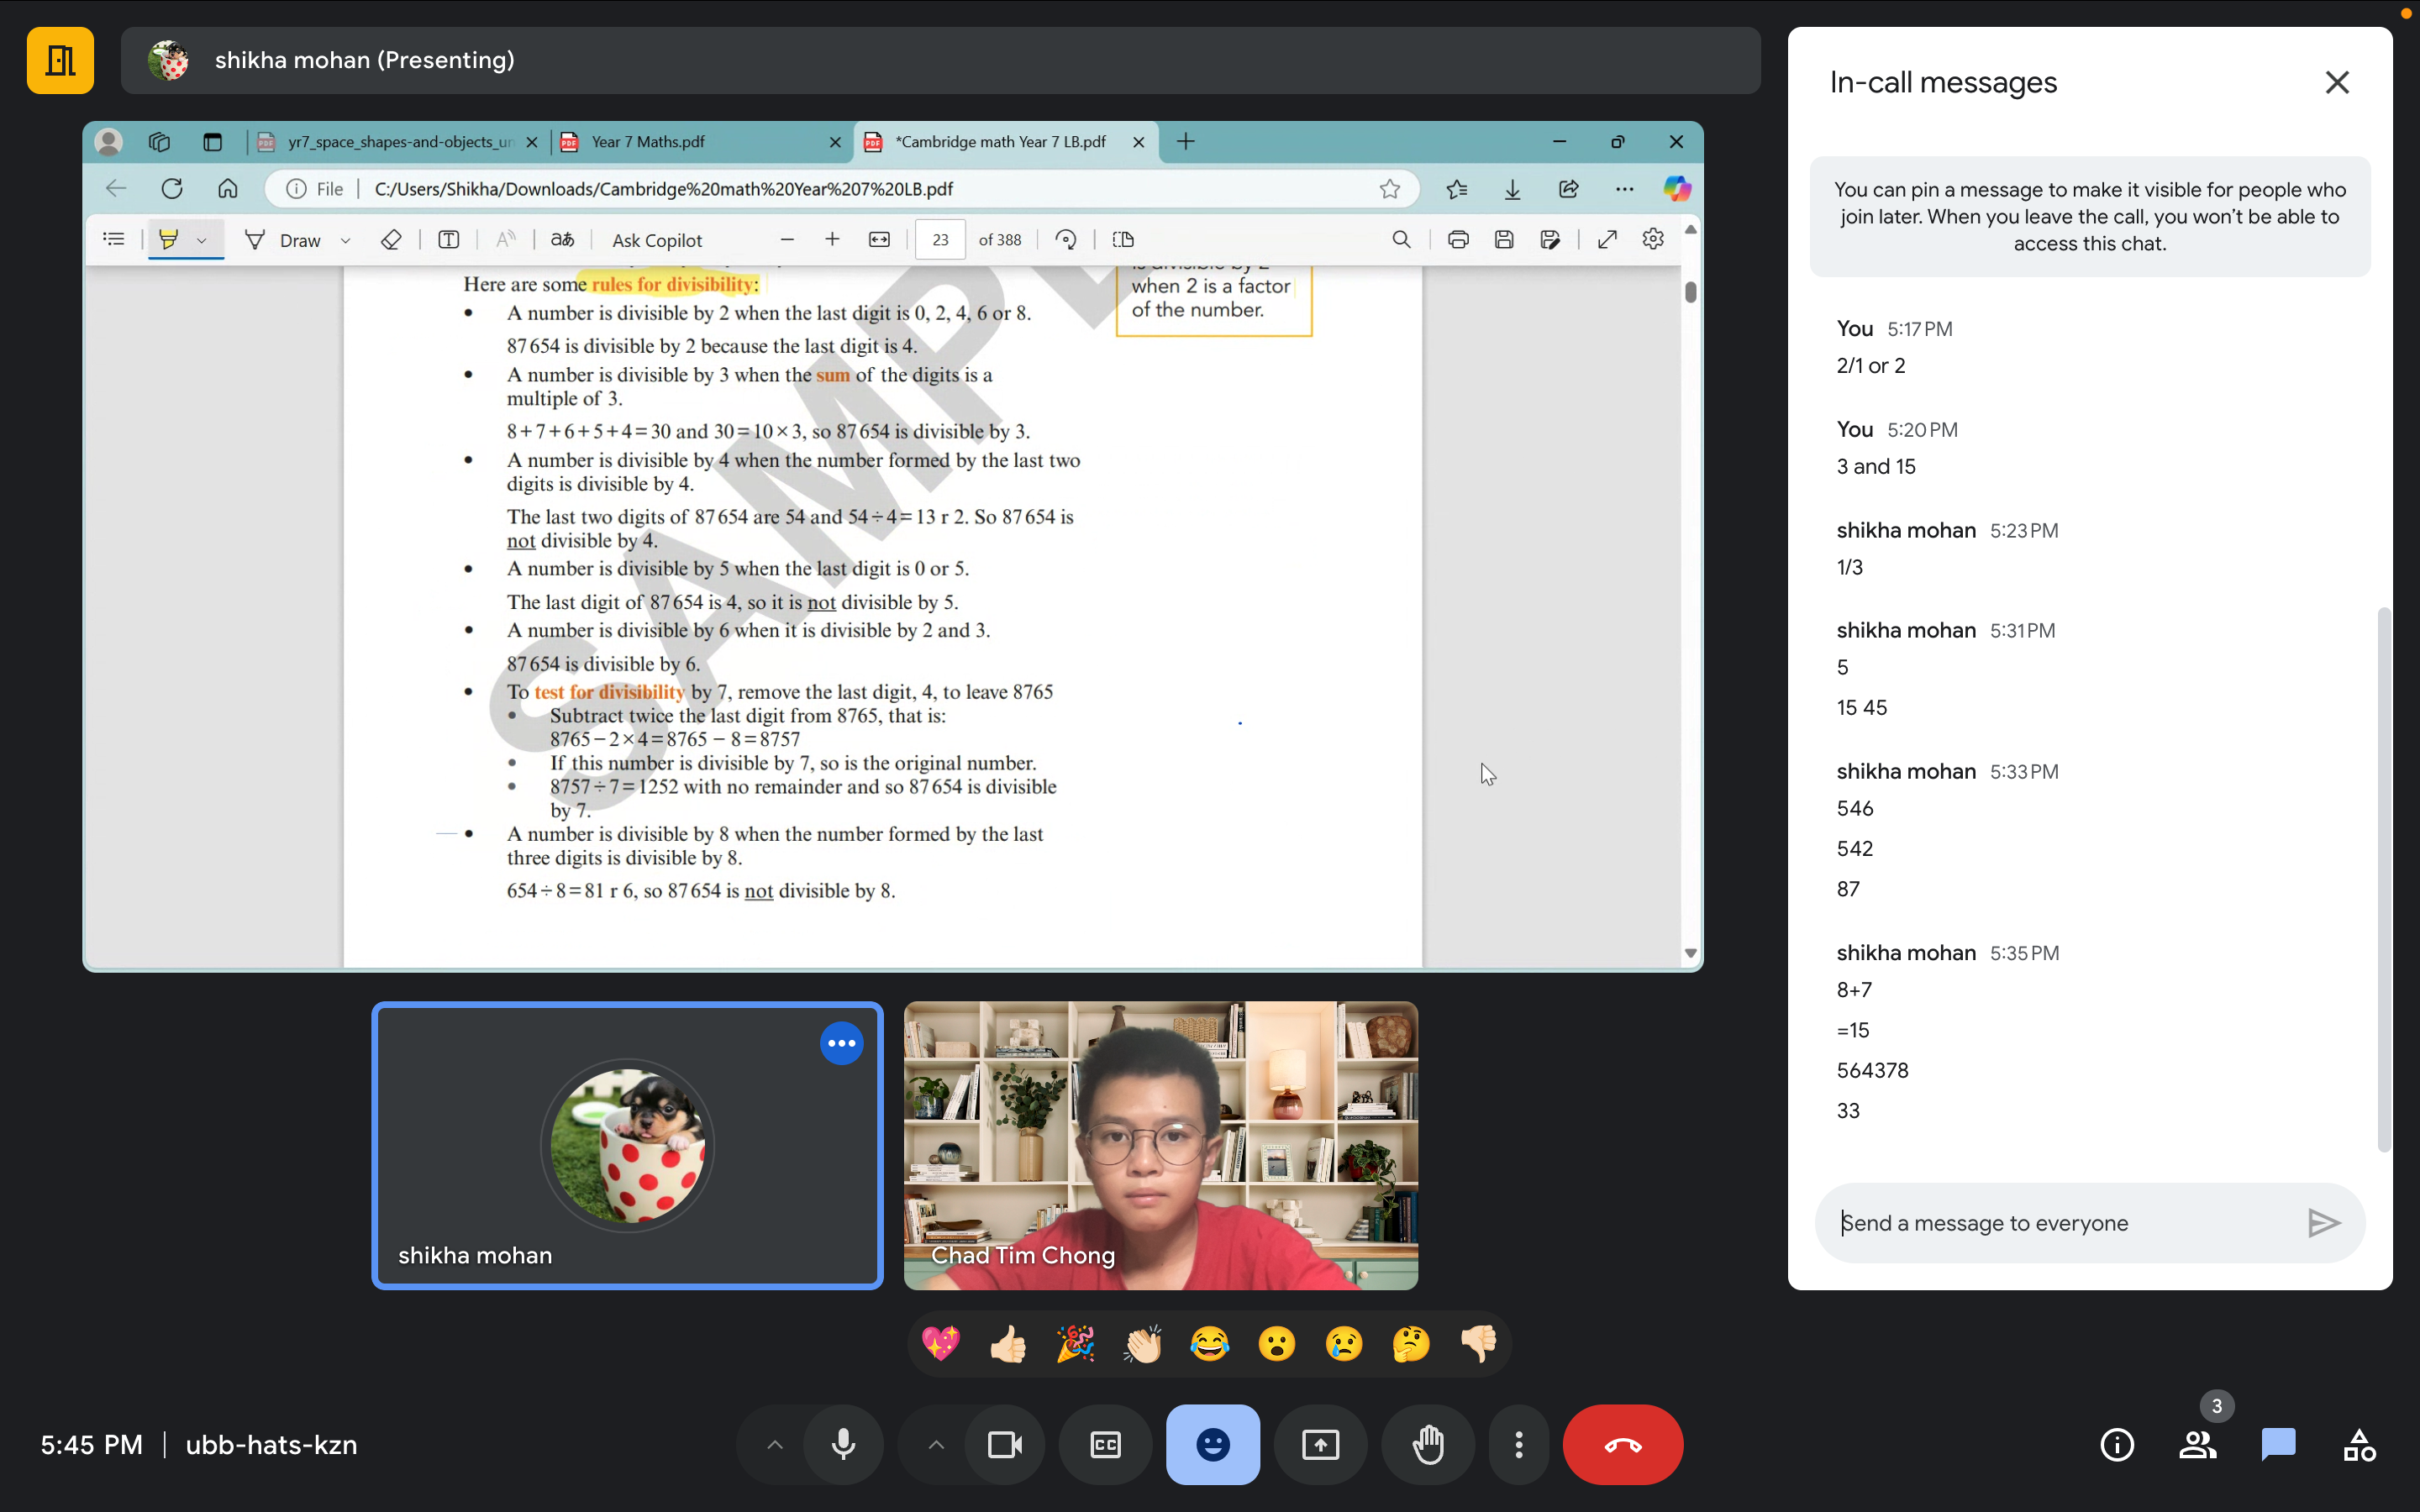 shikha mohan (Presenting)
yr7_space_shapes-and-objects_un
Year 7 Maths.pdf
*Cambridge math Year 7 LB.pdf
File
C:/Users/Shikha/Downloads/Cambridge%20math%20Year%207%20LB.pdf
Draw
aあ
Ask Copilot
23
of 388
SAMPLE
is divisible by 2
when 2 is a factor
of the number.
Here are some rules for divisibility:
• A number is divisible by 2 when the last digit is 0, 2, 4, 6 or 8.
87 654 is divisible by 2 because the last digit is 4.
• A number is divisible by 3 when the sum of the digits is a
multiple of 3.
8+7+6+5+4=30 and 30=10×3, so 87 654 is divisible by 3.
• A number is divisible by 4 when the number formed by the last two
digits is divisible by 4.
The last two digits of 87 654 are 54 and 54÷4=13 r 2. So 87 654 is
not divisible by 4.
• A number is divisible by 5 when the last digit is 0 or 5.
The last digit of 87 654 is 4, so it is not divisible by 5.
• A number is divisible by 6 when it is divisible by 2 and 3.
87 654 is divisible by 6.
• To test for divisibility by 7, remove the last digit, 4, to leave 8765
• Subtract twice the last digit from 8765, that is:
8765−2×4=8765 − 8=8757
• If this number is divisible by 7, so is the original number.
• 8757÷7=1252 with no remainder and so 87 654 is divisible
by 7.
• A number is divisible by 8 when the number formed by the last
three digits is divisible by 8.
654÷8=81 r 6, so 87 654 is not divisible by 8.
shikha mohan
Chad Tim Chong
5:45 PM | ubb-hats-kzn
CC
3
In-call messages
You can pin a message to make it visible for people who
join later. When you leave the call, you won't be able to
access this chat.
You 5:17 PM
2/1 or 2
You 5:20 PM
3 and 15
shikha mohan 5:23 PM
1/3
shikha mohan 5:31 PM
5
15 45
shikha mohan 5:33 PM
546
542
87
shikha mohan 5:35 PM
8+7
=15
564378
33
Send a message to everyone